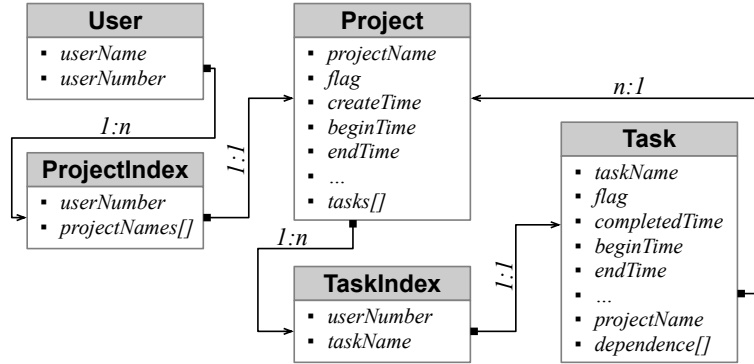 User
▪ userName
▪ userNumber
1:n
ProjectIndex
▪ userNumber
▪ projectNames[]
1:1
Project
▪ projectName
▪ flag
▪ createTime
▪ beginTime
▪ endTime
▪ ...
▪ tasks[]
1:n
TaskIndex
▪ userNumber
▪ taskName
1:1
n:1
Task
▪ taskName
▪ flag
▪ completedTime
▪ beginTime
▪ endTime
▪ ...
▪ projectName
▪ dependence[]